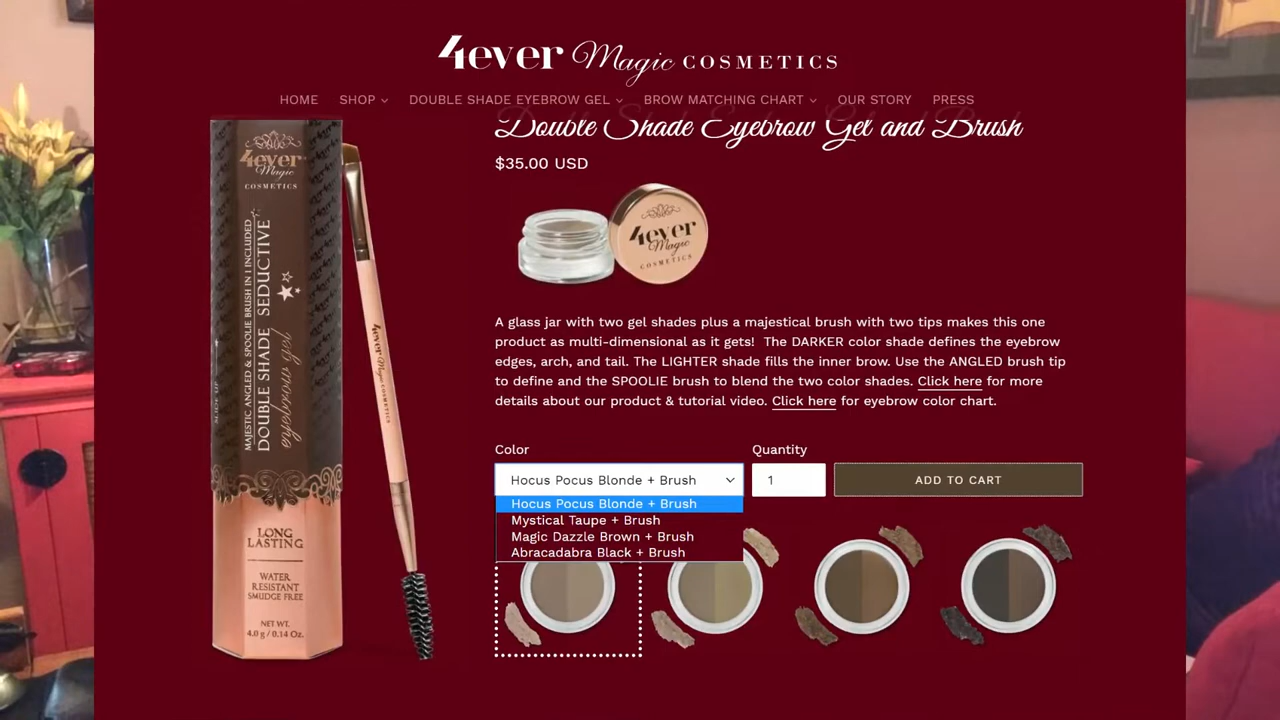 4ever Magic COSMETICS
HOME SHOP DOUBLE SHADE EYEBROW GEL BROW MATCHING CHART OUR STORY PRESS
Double Shade Eyebrow Gel and Brush
$35.00 USD
4ever
Magic
COSMETICS
MAJESTIC ANGLED & SPOOLIE BRUSH IN 1 INCLUDED
DOUBLE SHADE SEDUCTIVE
eyebrow gel
LONG
LASTING
WATER
RESISTANT
SMUDGE FREE
NET WT.
4.0 g / 0.14 Oz.
4ever Magic COSMETICS
4ever
Magic
COSMETICS
A glass jar with two gel shades plus a majestical brush with two tips makes this one
product as multi-dimensional as it gets! The DARKER color shade defines the eyebrow
edges, arch, and tail. The LIGHTER shade fills the inner brow. Use the ANGLED brush tip
to define and the SPOOLIE brush to blend the two color shades. Click here for more
details about our product & tutorial video. Click here for eyebrow color chart.
Color Quantity
Hocus Pocus Blonde + Brush 1 ADD TO CART
Hocus Pocus Blonde + Brush
Mystical Taupe + Brush
Magic Dazzle Brown + Brush
Abracadabra Black + Brush